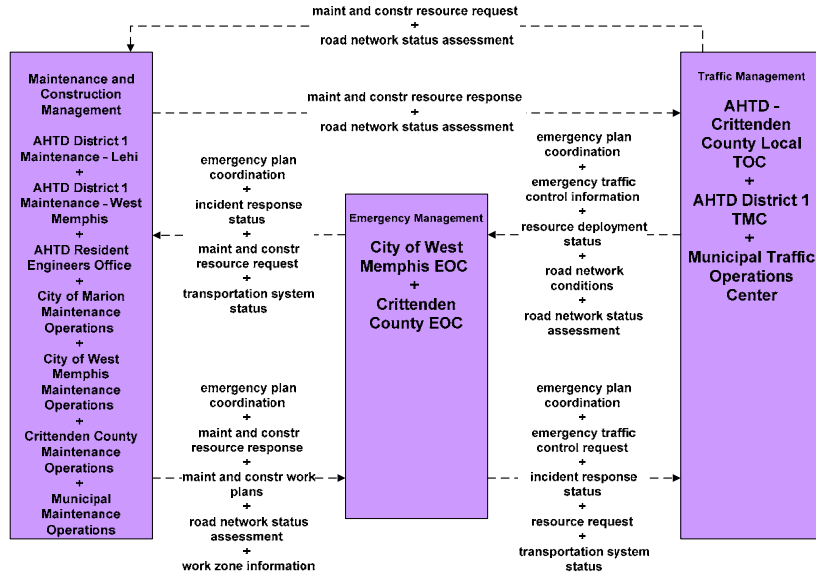 maint and constr resource request
+
road network status assessment
Maintenance and
Construction
Management
AHTD District 1
Maintenance - Lehi
+
AHTD District 1
Maintenance - West
Memphis
+
AHTD Resident
Engineers Office
+
City of Marion
Maintenance
Operations
+
City of West
Memphis
Maintenance
Operations
+
Crittenden County
Maintenance
Operations
+
Municipal
Maintenance
Operations
maint and constr resource response
+
road network status assessment
emergency plan
coordination
+
incident response
status
+
maint and constr
resource request
+
transportation system
status
emergency plan
coordination
+
maint and constr
resource response
+
maint and constr work
plans
+
road network status
assessment
+
work zone information
Emergency Management
City of West
Memphis EOC
+
Crittenden
County EOC
emergency plan
coordination
+
emergency traffic
control information
+
resource deployment
status
+
road network
conditions
+
road network status
assessment
emergency plan
coordination
+
emergency traffic
control request
+
incident response
status
+
resource request
+
transportation system
status
Traffic Management
AHTD -
Crittenden
County Local
TOC
+
AHTD District 1
TMC
+
Municipal Traffic
Operations
Center